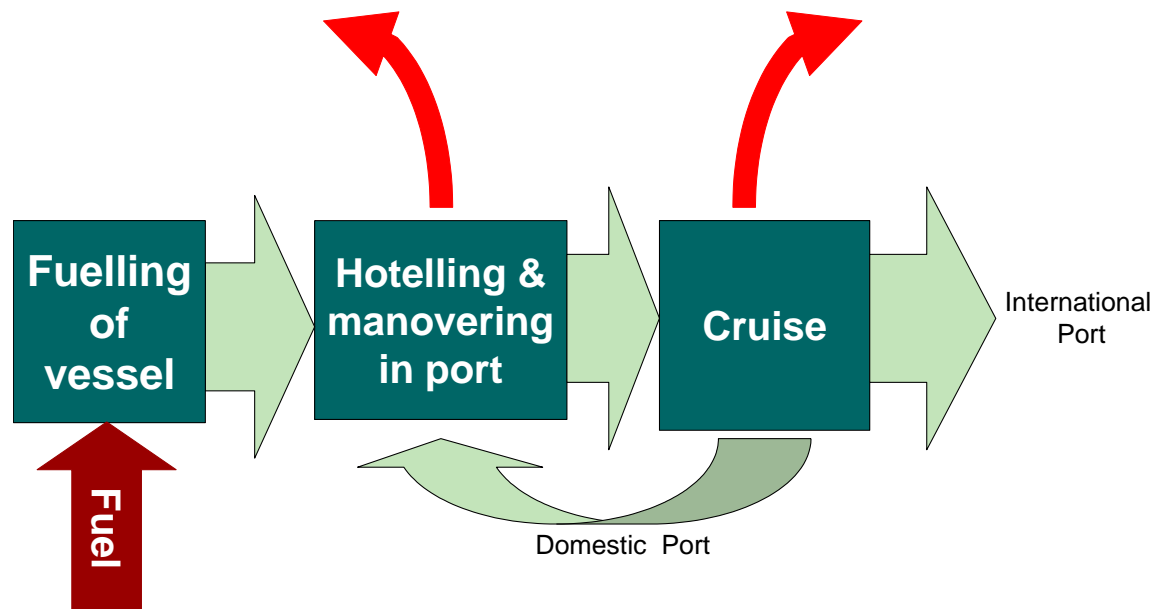 Fuelling
of
vessel
Hotelling &
manovering
in port
Cruise
International
Port
Fuel
Domestic Port